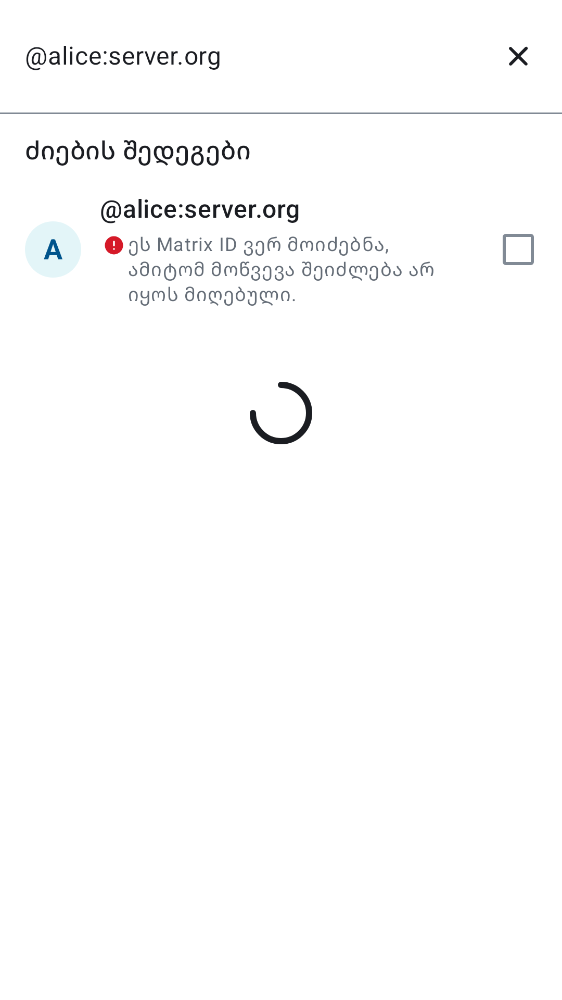 @alice:server.org
ძიების შედეგები
@alice:server.org
A
ეს Matrix ID ვერ მოიძებნა,
ამიტომ მოწვევა შეიძლება არ
იყოს მიღებული.